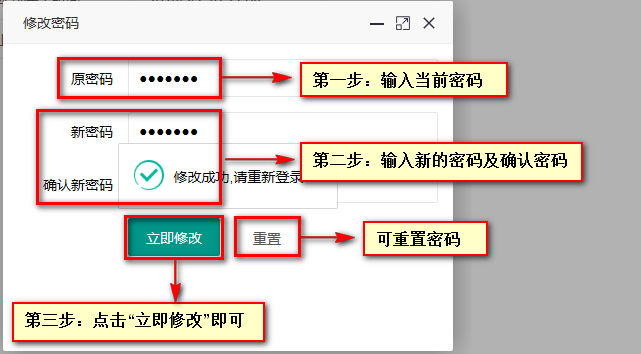 修改密码
原密码
第一步：输入当前密码
新密码
第二步：输入新的密码及确认密码
修改成功,请重新登录
确认新密码
立即修改
重置
可重置密码
第三步：点击“立即修改”即可